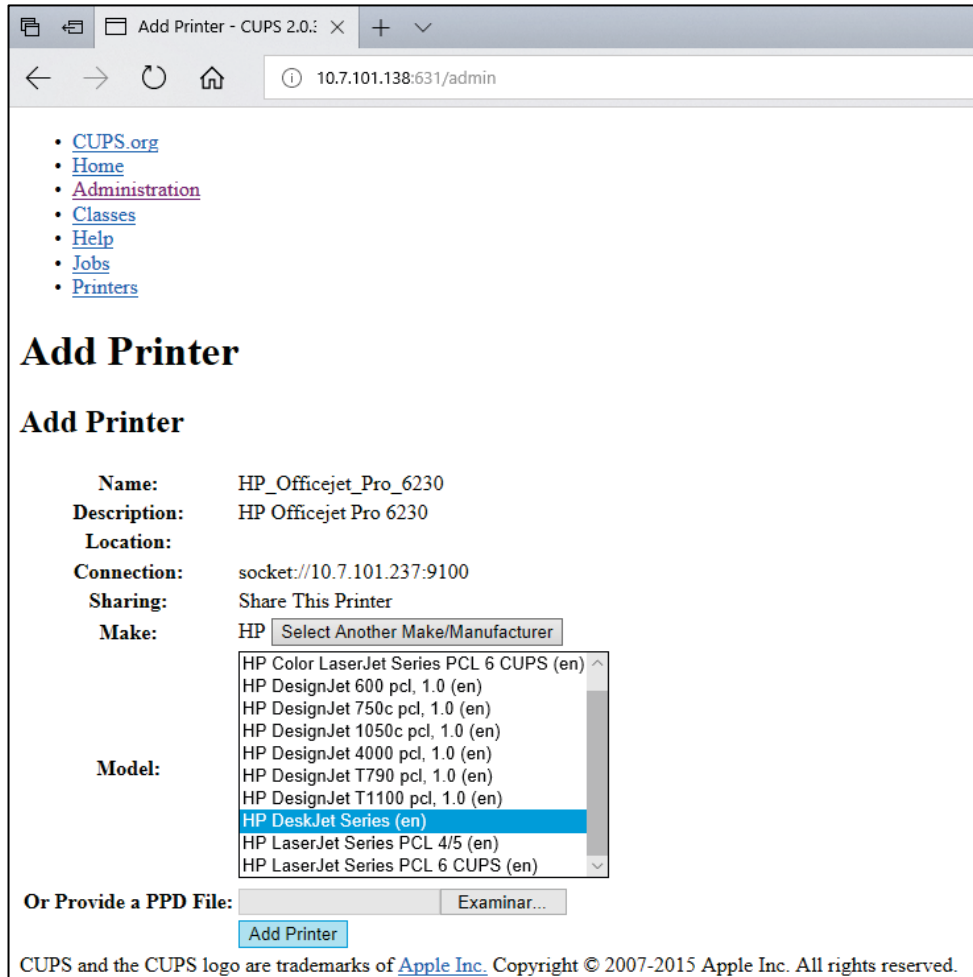 Add Printer - CUPS 2.0.:
10.7.101.138:631/admin
• CUPS.org
• Home
• Administration
• Classes
• Help
• Jobs
• Printers
Add Printer
Add Printer
Name: HP_Officejet_Pro_6230
Description: HP Officejet Pro 6230
Location:
Connection: socket://10.7.101.237:9100
Sharing: Share This Printer
Make: HP Select Another Make/Manufacturer
Model:
HP Color LaserJet Series PCL 6 CUPS (en)
HP DesignJet 600 pcl, 1.0 (en)
HP DesignJet 750c pcl, 1.0 (en)
HP DesignJet 1050c pcl, 1.0 (en)
HP DesignJet 4000 pcl, 1.0 (en)
HP DesignJet T790 pcl, 1.0 (en)
HP DesignJet T1100 pcl, 1.0 (en)
HP DeskJet Series (en)
HP LaserJet Series PCL 4/5 (en)
HP LaserJet Series PCL 6 CUPS (en)
Or Provide a PPD File: Examinar...
Add Printer
CUPS and the CUPS logo are trademarks of Apple Inc. Copyright © 2007-2015 Apple Inc. All rights reserved.